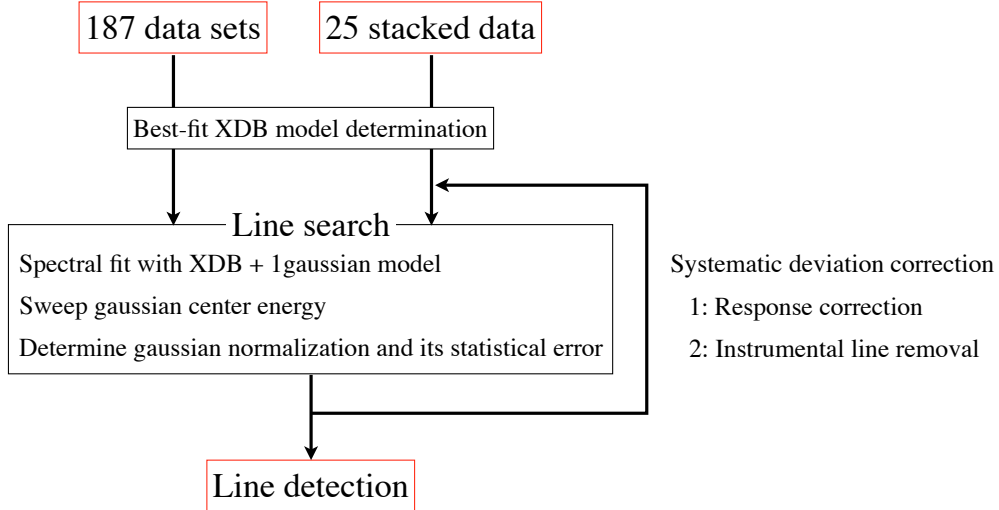 187 data sets
25 stacked data
Best-fit XDB model determination
Line search
Spectral fit with XDB + 1gaussian model
Sweep gaussian center energy
Determine gaussian normalization and its statistical error
Systematic deviation correction
1: Response correction
2: Instrumental line removal
Line detection